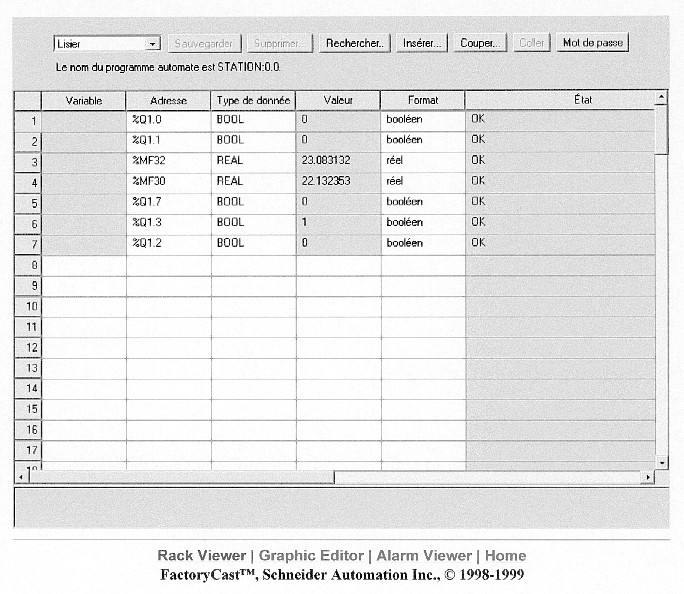 Lisier Sauvegarder Supprimer... Rechercher.. Insérer... Couper... Coller Mot de passe
Le nom du programme automate est STATION:0.0.
Variable Adresse Type de donnée Valeur Format État
1 %Q1.0 BOOL 0 booléen OK
2 %Q1.1 BOOL 0 booléen OK
3 %MF32 REAL 23.083132 réel OK
4 %MF30 REAL 22.132353 réel OK
5 %Q1.7 BOOL 0 booléen OK
6 %Q1.3 BOOL 1 booléen OK
7 %Q1.2 BOOL 0 booléen OK
8
9
10
11
12
13
14
15
16
17
18
Rack Viewer | Graphic Editor | Alarm Viewer | Home
FactoryCast™, Schneider Automation Inc., © 1998-1999